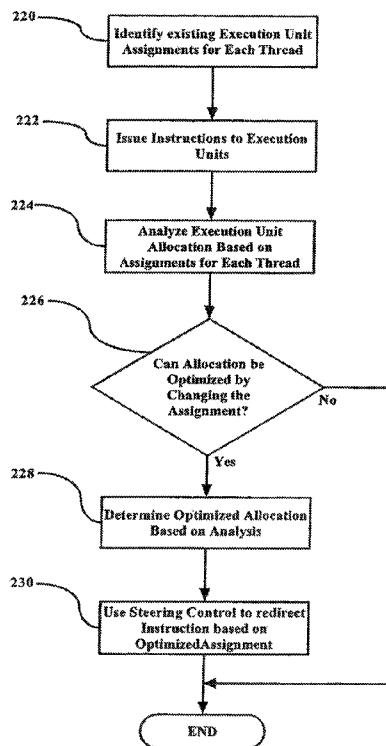 220
Identify existing Execution Unit
Assignments for Each Thread
222
Issue Instructions to Execution
Units
224
Analyze Execution Unit
Allocation Based on
Assignments for Each Thread
226
Can Allocation be
Optimized by
Changing the
Assignment?
No
Yes
228
Determine Optimized Allocation
Based on Analysis
230
Use Steering Control to redirect
Instruction based on
OptimizedAssignment
END